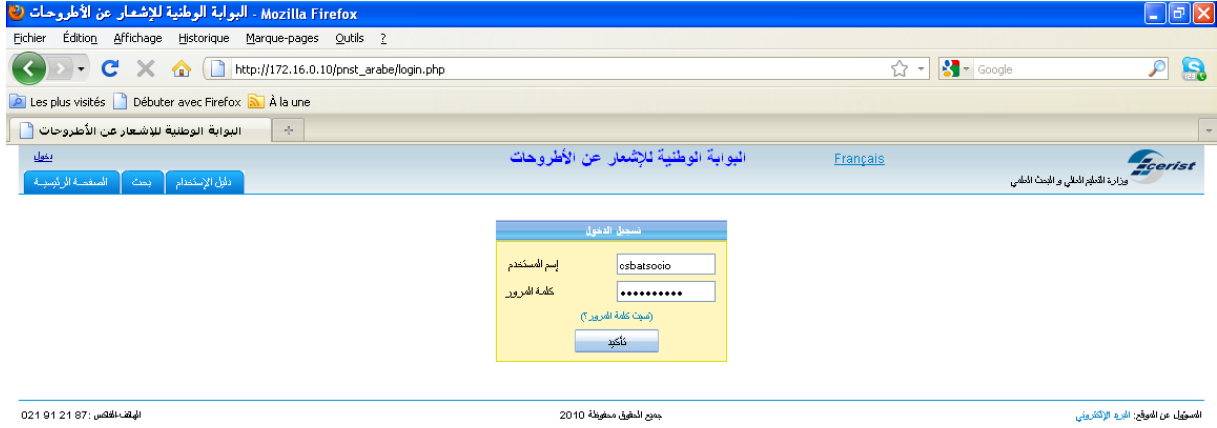 البوابة الوطنية للإشعار عن الأطروحات - Mozilla Firefox
Fichier Édition Affichage Historique Marque-pages Outils ?
http://172.16.0.10/pnst_arabe/login.php
Google
Les plus visités Débuter avec Firefox À la une
البوابة الوطنية للإشعار عن الأطروحات
دخول
البوابة الوطنية للإشعار عن الأطروحات
Français
cerist
وزارة التعليم العالي و البحث العلمي
الصفحة الرئيسية بحث دليل الإستخدام
تسجيل الدخول
إسم المستخدم csbatsocio
كلمة المرور ••••••••••
(نسيت كلمة المرور؟)
تأكيد
المسؤول عن الموقع: البريد الإلكتروني
جميع الحقوق محفوظة 2010
الهاتف-الفاكس :87 21 91 021